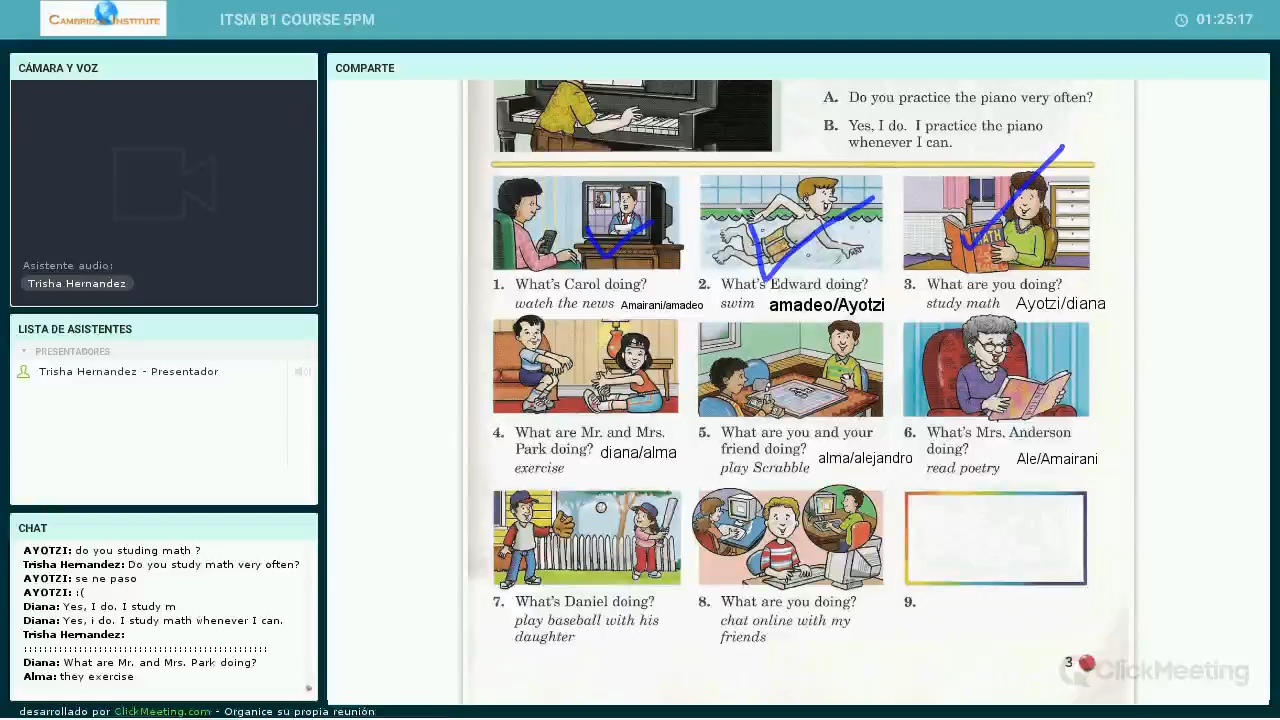 CAMBRIDGE INSTITUTE
ITSM B1 COURSE 5PM
01:25:17
CÁMARA Y VOZ
Asistente audio:
Trisha Hernandez
LISTA DE ASISTENTES
PRESENTADORES
Trisha Hernandez - Presentador
CHAT
AYOTZI: do you studing math ?
Trisha Hernandez: Do you study math very often?
AYOTZI: se ne paso
AYOTZI: :(
Diana: Yes, I do. I study m
Diana: Yes, i do. I study math whenever I can.
Trisha Hernandez:
::::::::::::::::::::::::::::::::::::::::::::::::
Diana: What are Mr. and Mrs. Park doing?
Alma: they exercise
COMPARTE
A. Do you practice the piano very often?
B. Yes, I do. I practice the piano
whenever I can.
MATH
1. What's Carol doing?
watch the news Amairani/amadeo
2. What's Edward doing?
swim amadeo/Ayotzi
3. What are you doing?
study math Ayotzi/diana
4. What are Mr. and Mrs.
Park doing? diana/alma
exercise
5. What are you and your
friend doing?
play Scrabble alma/alejandro
6. What's Mrs. Anderson
doing?
read poetry Ale/Amairani
7. What's Daniel doing?
play baseball with his
daughter
8. What are you doing?
chat online with my
friends
9.
3
ClickMeeting
desarrollado por ClickMeeting.com - Organice su propia reunión